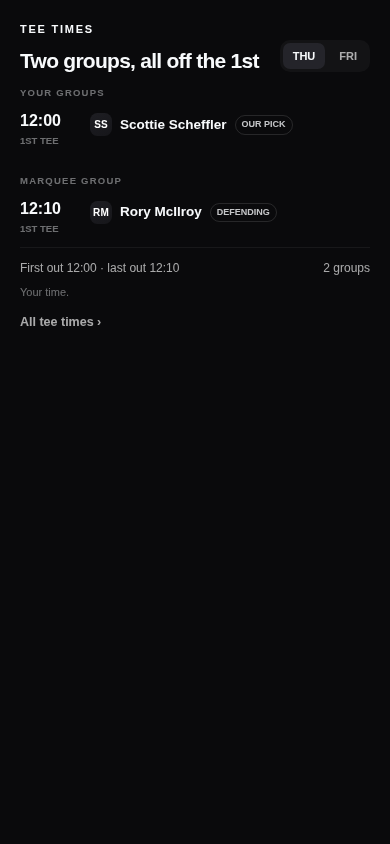 TEE TIMES
Two groups, all off the 1st
THU FRI
YOUR GROUPS
12:00 SS Scottie Scheffler OUR PICK
1ST TEE
MARQUEE GROUP
12:10 RM Rory McIlroy DEFENDING
1ST TEE
First out 12:00 · last out 12:10 2 groups
Your time.
All tee times ›